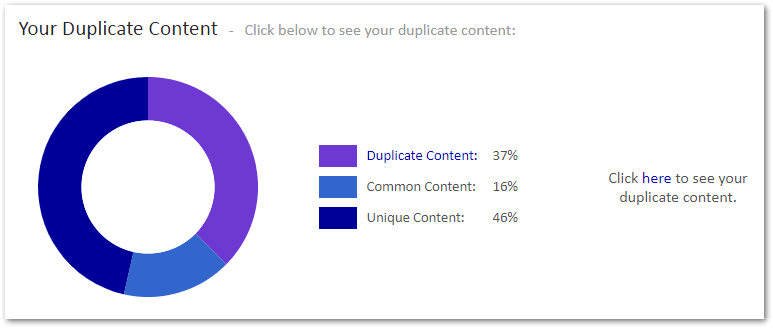 Your Duplicate Content - Click below to see your duplicate content:
Duplicate Content: 37%
Common Content: 16%
Unique Content: 46%
Click here to see your
duplicate content.